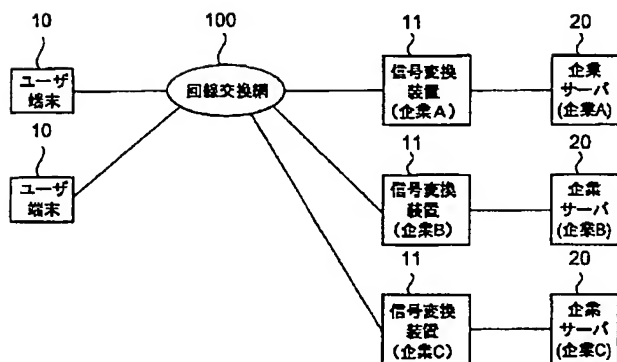 10
100
11
20
ユーザ
端末
回線交換網
信号変換
装置
(企業A)
企業
サーバ
(企業A)
10
ユーザ
端末
11
20
信号変換
装置
(企業B)
企業
サーバ
(企業B)
11
20
信号変換
装置
(企業C)
企業
サーバ
(企業C)